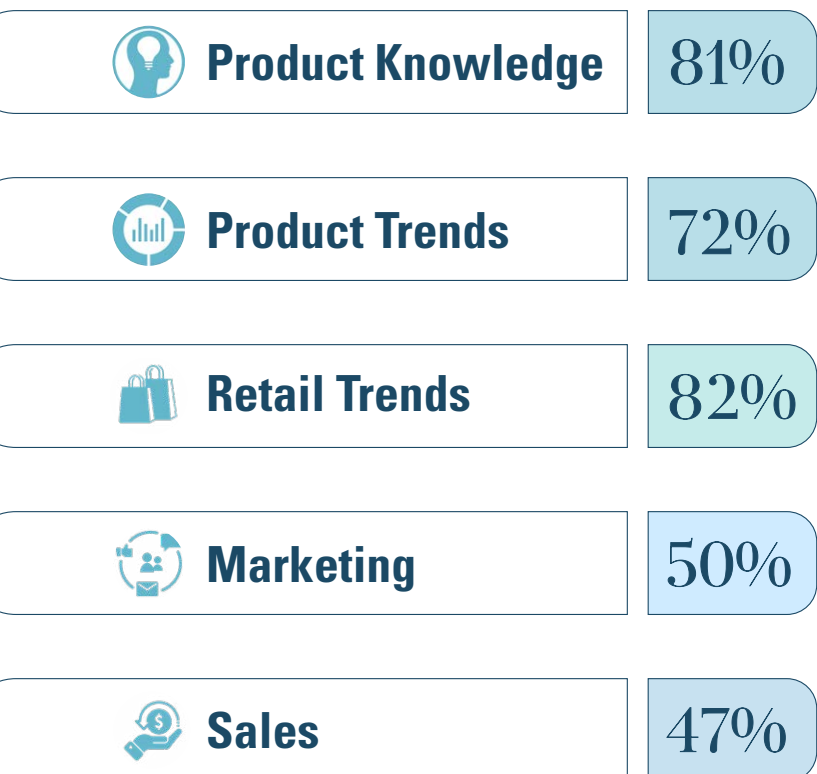 Product Knowledge 81%
Product Trends 72%
Retail Trends 82%
Marketing 50%
Sales 47%